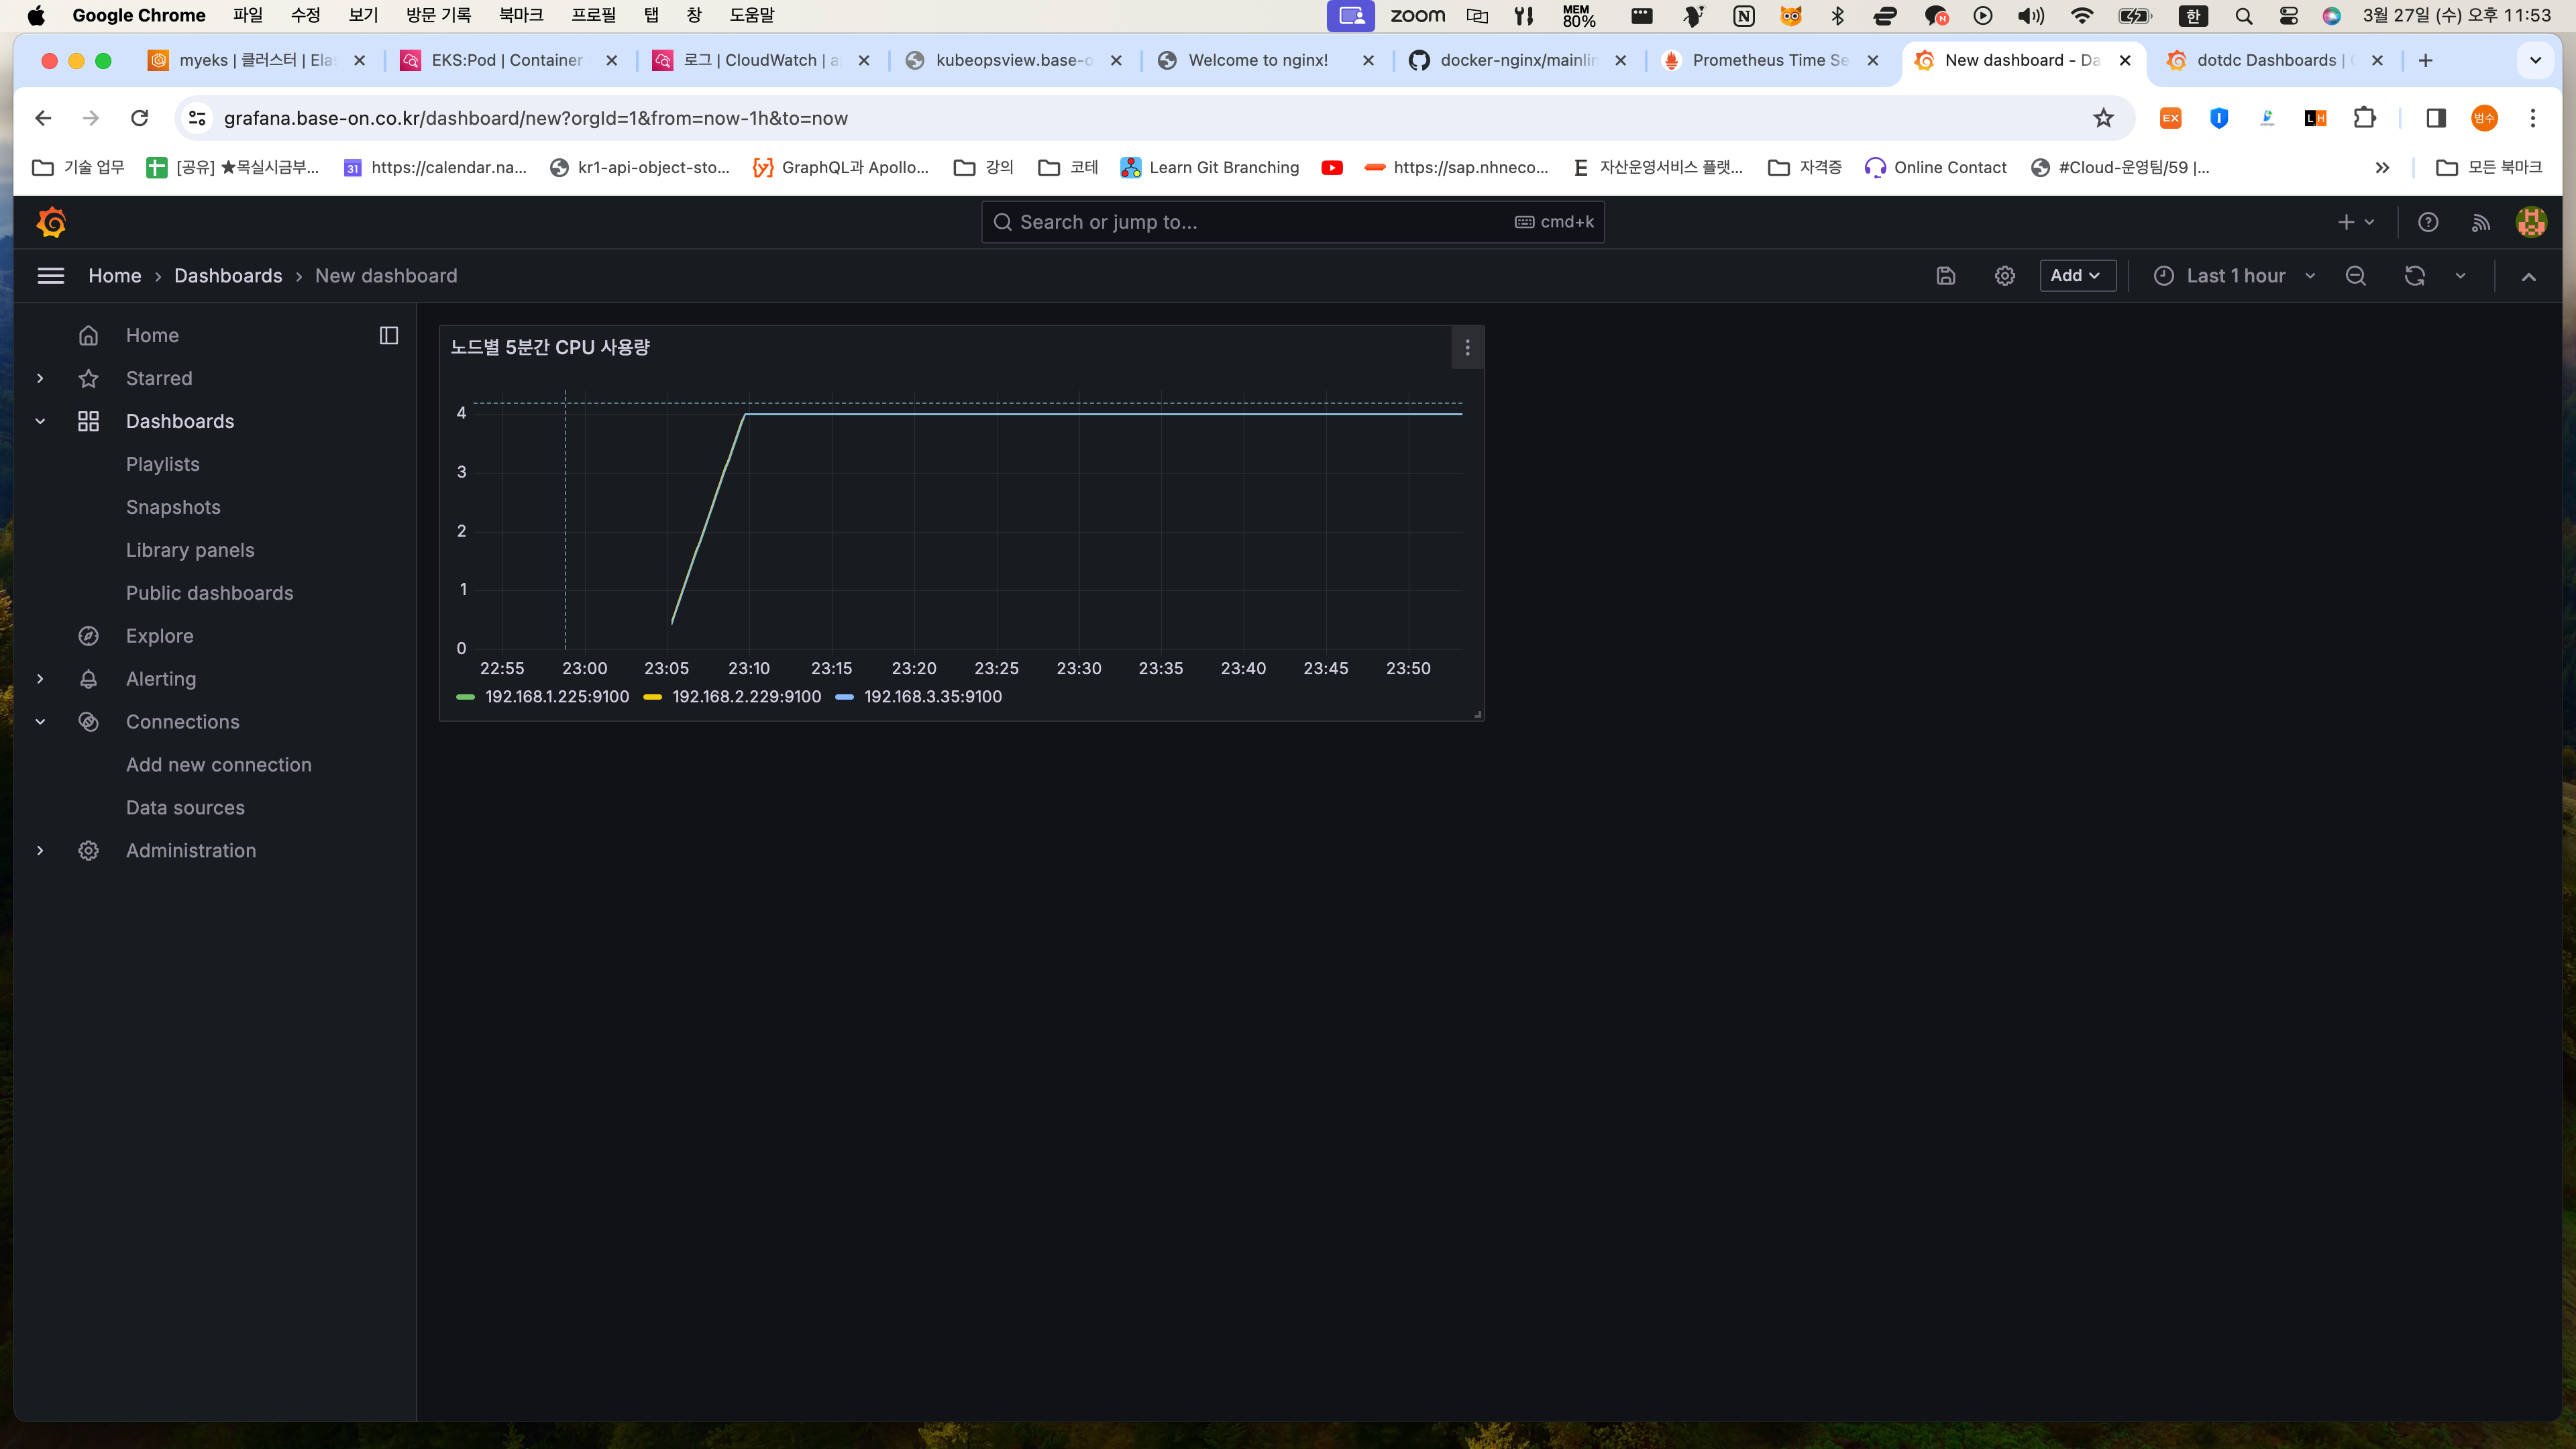 Google Chrome 파일 수정 보기 방문 기록 북마크 프로필 탭 창 도움말 zoom MEM 80% 한 3월 27일 (수) 오후 11:53
myeks | 클러스터 | Ela EKS:Pod | Container 로그 | CloudWatch | a kubeopsview.base-o Welcome to nginx! docker-nginx/mainlin Prometheus Time Se New dashboard - Da dotdc Dashboards |
grafana.base-on.co.kr/dashboard/new?orgId=1&from=now-1h&to=now EX LH 범수
기술 업무 [공유] ★목실시금부... 31 https://calendar.na... kr1-api-object-sto... GraphQL과 Apollo... 강의 코테 Learn Git Branching https://sap.nhneco... E 자산운영서비스 플랫... 자격증 Online Contact #Cloud-운영팀/59 |... 모든 북마크
Search or jump to... cmd+k
Home > Dashboards > New dashboard Add Last 1 hour
Home
Starred
Dashboards
Playlists
Snapshots
Library panels
Public dashboards
Explore
Alerting
Connections
Add new connection
Data sources
Administration
노드별 5분간 CPU 사용량
4
3
2
1
0
22:55 23:00 23:05 23:10 23:15 23:20 23:25 23:30 23:35 23:40 23:45 23:50
192.168.1.225:9100 192.168.2.229:9100 192.168.3.35:9100